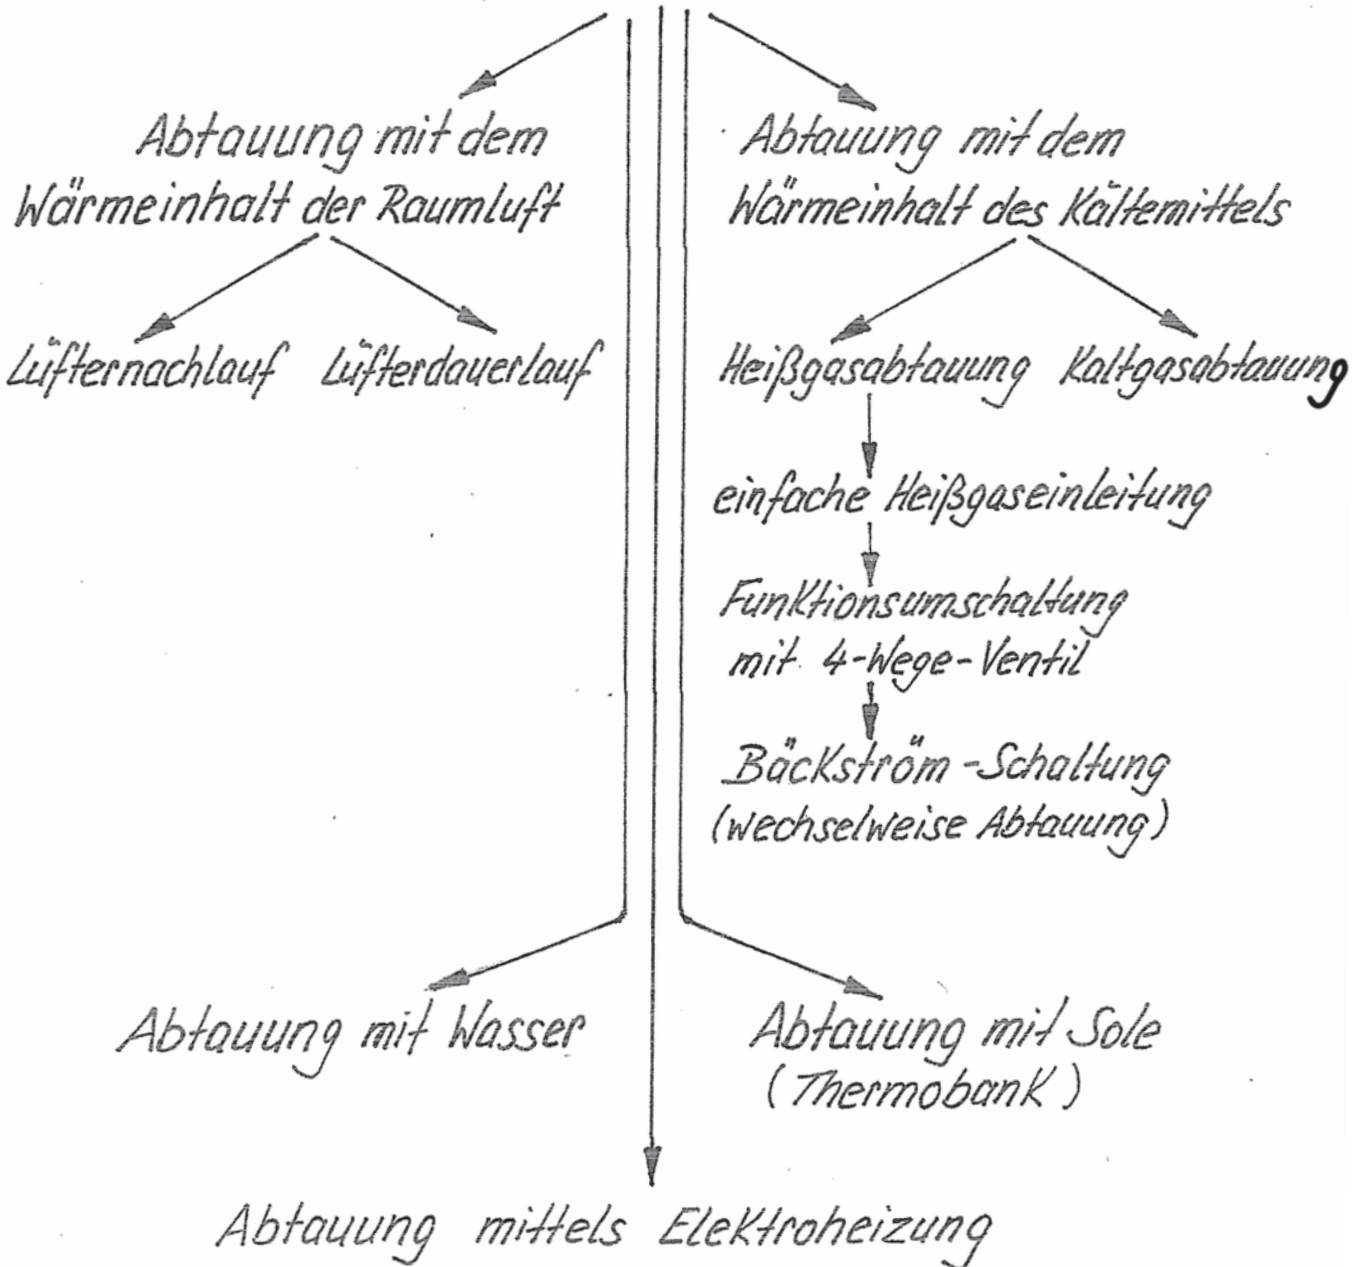 Abtauung mit dem
Wärmeinhalt der Raumluft
Lüfternachlauf
Lüfterdauerlauf
Abtauung mit dem
Wärmeinhalt des Kältemittels
Heißgasabtauung
Kaltgasabtauung
einfache Heißgaseinleitung
Funktionsumschaltung
mit 4-Wege-Ventil
Bäckström-Schaltung
(wechselweise Abtauung)
Abtauung mit Wasser
Abtauung mit Sole
(Thermobank)
Abtauung mittels Elektroheizung